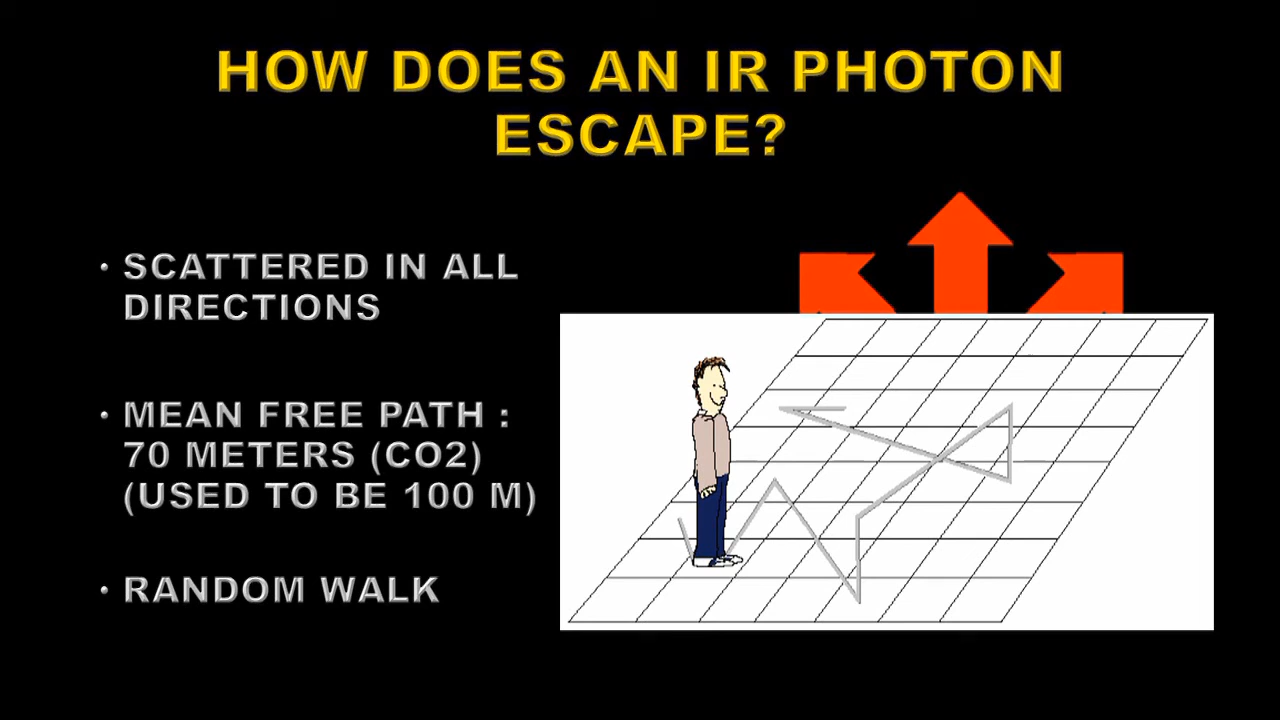 HOW DOES AN IR PHOTON
ESCAPE?
• SCATTERED IN ALL
DIRECTIONS
• MEAN FREE PATH :
70 METERS (CO2)
(USED TO BE 100 M)
• RANDOM WALK